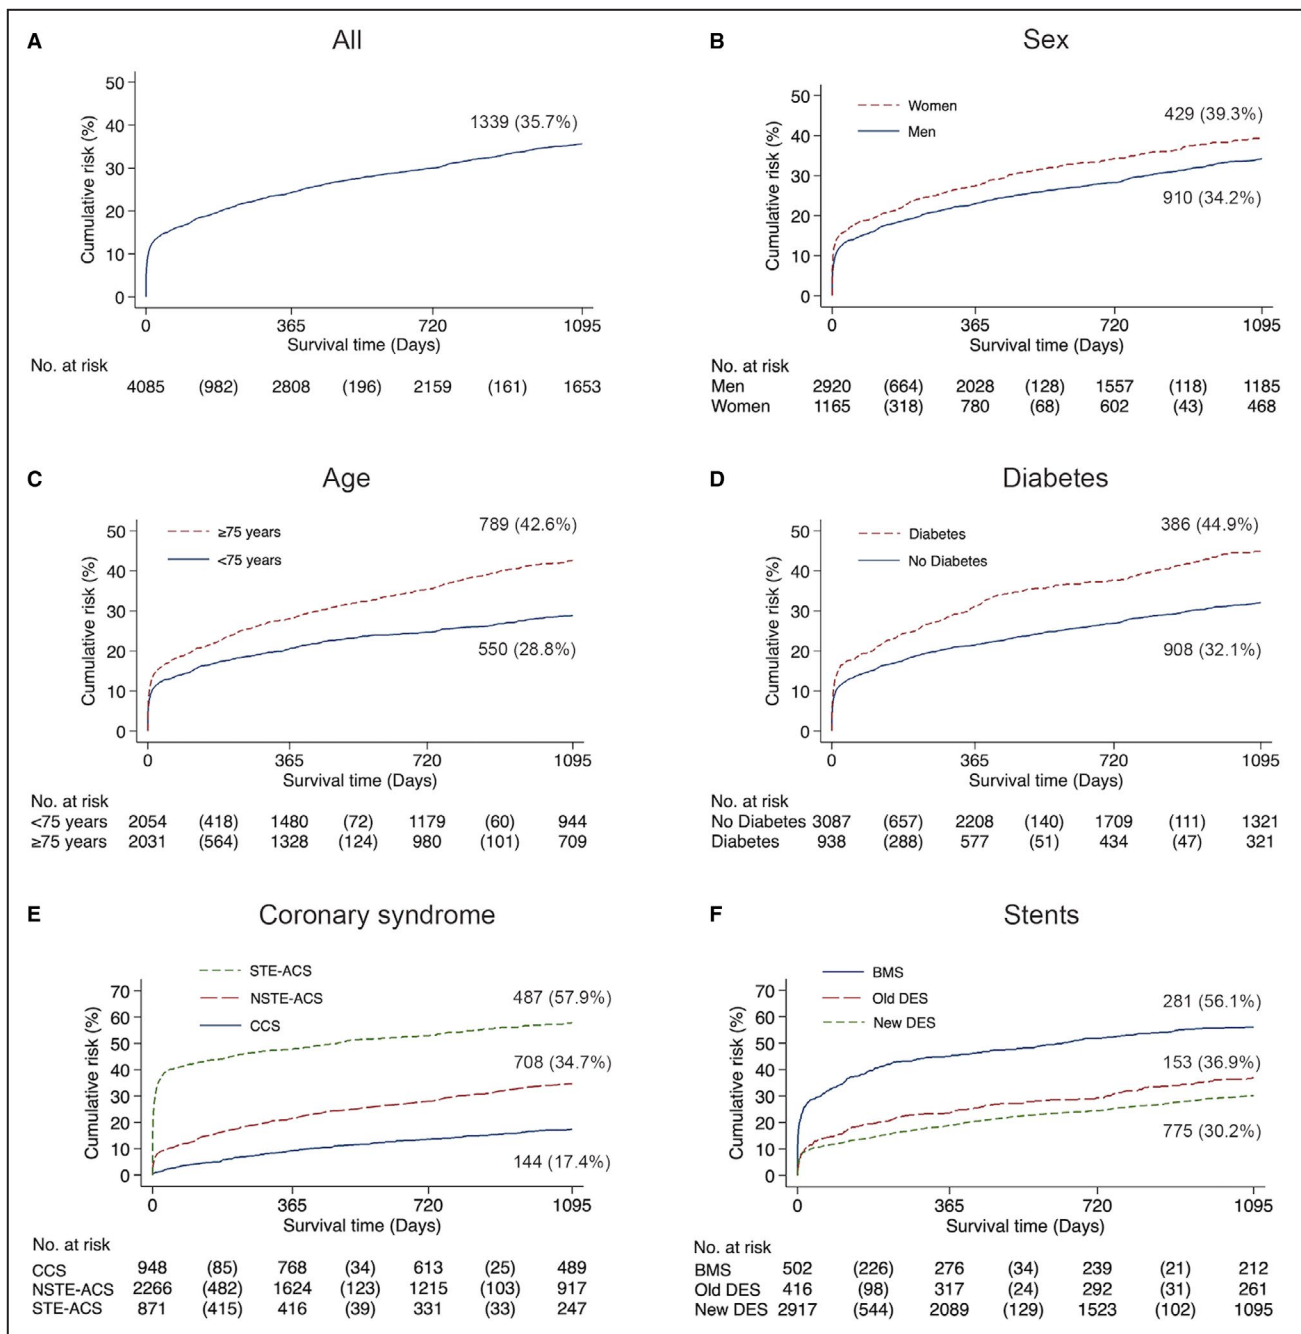 A
All
Cumulative risk (%)
50
40
30
20
10
0
1339 (35.7%)
0 365 720 1095
Survival time (Days)
No. at risk
4085 (982) 2808 (196) 2159 (161) 1653
B
Sex
Cumulative risk (%)
50
40
30
20
10
0
Women
Men
429 (39.3%)
910 (34.2%)
0 365 720 1095
Survival time (Days)
No. at risk
Men 2920 (664) 2028 (128) 1557 (118) 1185
Women 1165 (318) 780 (68) 602 (43) 468
C
Age
Cumulative risk (%)
50
40
30
20
10
0
≥75 years
<75 years
789 (42.6%)
550 (28.8%)
0 365 720 1095
Survival time (Days)
No. at risk
<75 years 2054 (418) 1480 (72) 1179 (60) 944
≥75 years 2031 (564) 1328 (124) 980 (101) 709
D
Diabetes
Cumulative risk (%)
50
40
30
20
10
0
Diabetes
No Diabetes
386 (44.9%)
908 (32.1%)
0 365 720 1095
Survival time (Days)
No. at risk
No Diabetes 3087 (657) 2208 (140) 1709 (111) 1321
Diabetes 938 (288) 577 (51) 434 (47) 321
E
Coronary syndrome
Cumulative risk (%)
70
60
50
40
30
20
10
0
STE-ACS
NSTE-ACS
CCS
487 (57.9%)
708 (34.7%)
144 (17.4%)
0 365 720 1095
Survival time (Days)
No. at risk
CCS 948 (85) 768 (34) 613 (25) 489
NSTE-ACS 2266 (482) 1624 (123) 1215 (103) 917
STE-ACS 871 (415) 416 (39) 331 (33) 247
F
Stents
Cumulative risk (%)
70
60
50
40
30
20
10
0
BMS
Old DES
New DES
281 (56.1%)
153 (36.9%)
775 (30.2%)
0 365 720 1095
Survival time (Days)
No. at risk
BMS 502 (226) 276 (34) 239 (21) 212
Old DES 416 (98) 317 (24) 292 (31) 261
New DES 2917 (544) 2089 (129) 1523 (102) 1095